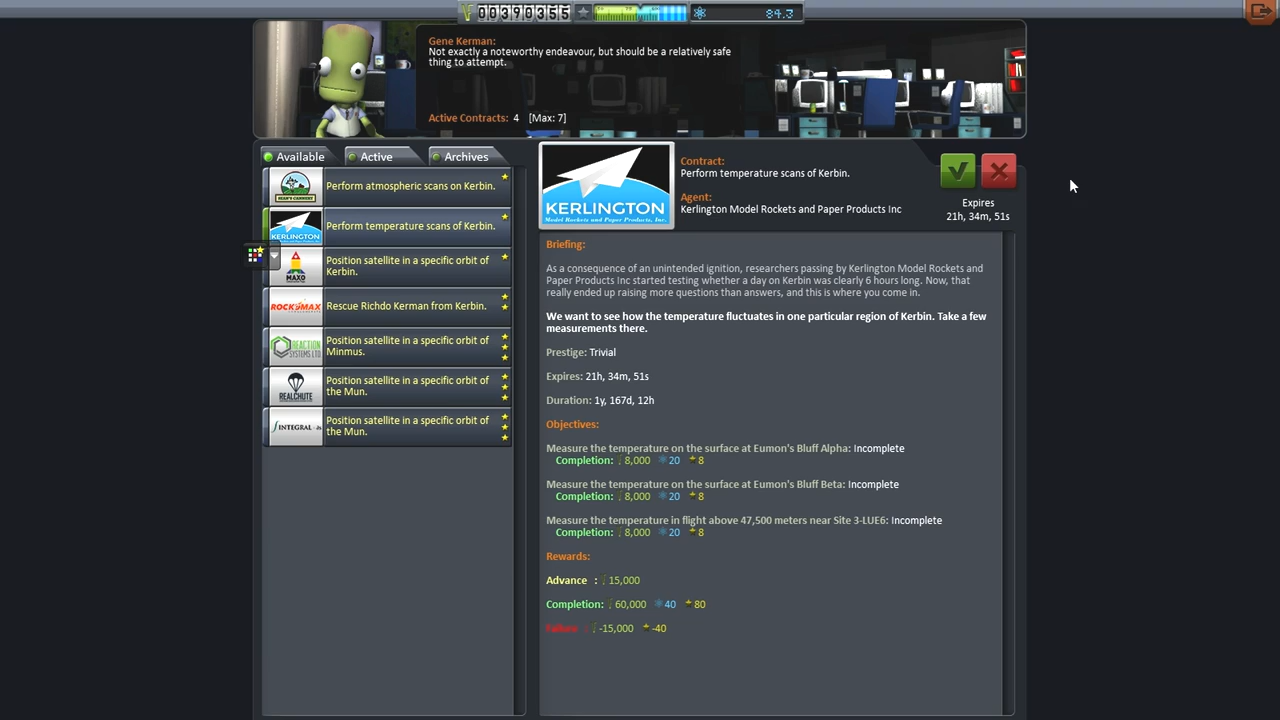 00390355
84.3
Gene Kerman:
Not exactly a noteworthy endeavour, but should be a relatively safe
thing to attempt.
Active Contracts: 4 [Max: 7]
Available
Active
Archives
SEAN'S CANNERY
Perform atmospheric scans on Kerbin.
KERLINGTON
Perform temperature scans of Kerbin.
MAXO
Position satellite in a specific orbit of
Kerbin.
ROCKOMAX
Rescue Richdo Kerman from Kerbin.
REACTION
SYSTEMS LTD
Position satellite in a specific orbit of
Minmus.
REALCHUTE
Position satellite in a specific orbit of
the Mun.
INTEGRAL
Position satellite in a specific orbit of
the Mun.
KERLINGTON
Model Rockets and Paper Products, Inc.
Contract:
Perform temperature scans of Kerbin.
Agent:
Kerlington Model Rockets and Paper Products Inc
Expires
21h, 34m, 51s
Briefing:
As a consequence of an unintended ignition, researchers passing by Kerlington Model Rockets and
Paper Products Inc started testing whether a day on Kerbin was clearly 6 hours long. Now, that
really ended up raising more questions than answers, and this is where you come in.
We want to see how the temperature fluctuates in one particular region of Kerbin. Take a few
measurements there.
Prestige: Trivial
Expires: 21h, 34m, 51s
Duration: 1y, 167d, 12h
Objectives:
Measure the temperature on the surface at Eumon's Bluff Alpha: Incomplete
Completion: 8,000 20 8
Measure the temperature on the surface at Eumon's Bluff Beta: Incomplete
Completion: 8,000 20 8
Measure the temperature in flight above 47,500 meters near Site 3-LUE6: Incomplete
Completion: 8,000 20 8
Rewards:
Advance : 15,000
Completion: 60,000 40 80
Failure : -15,000 -40